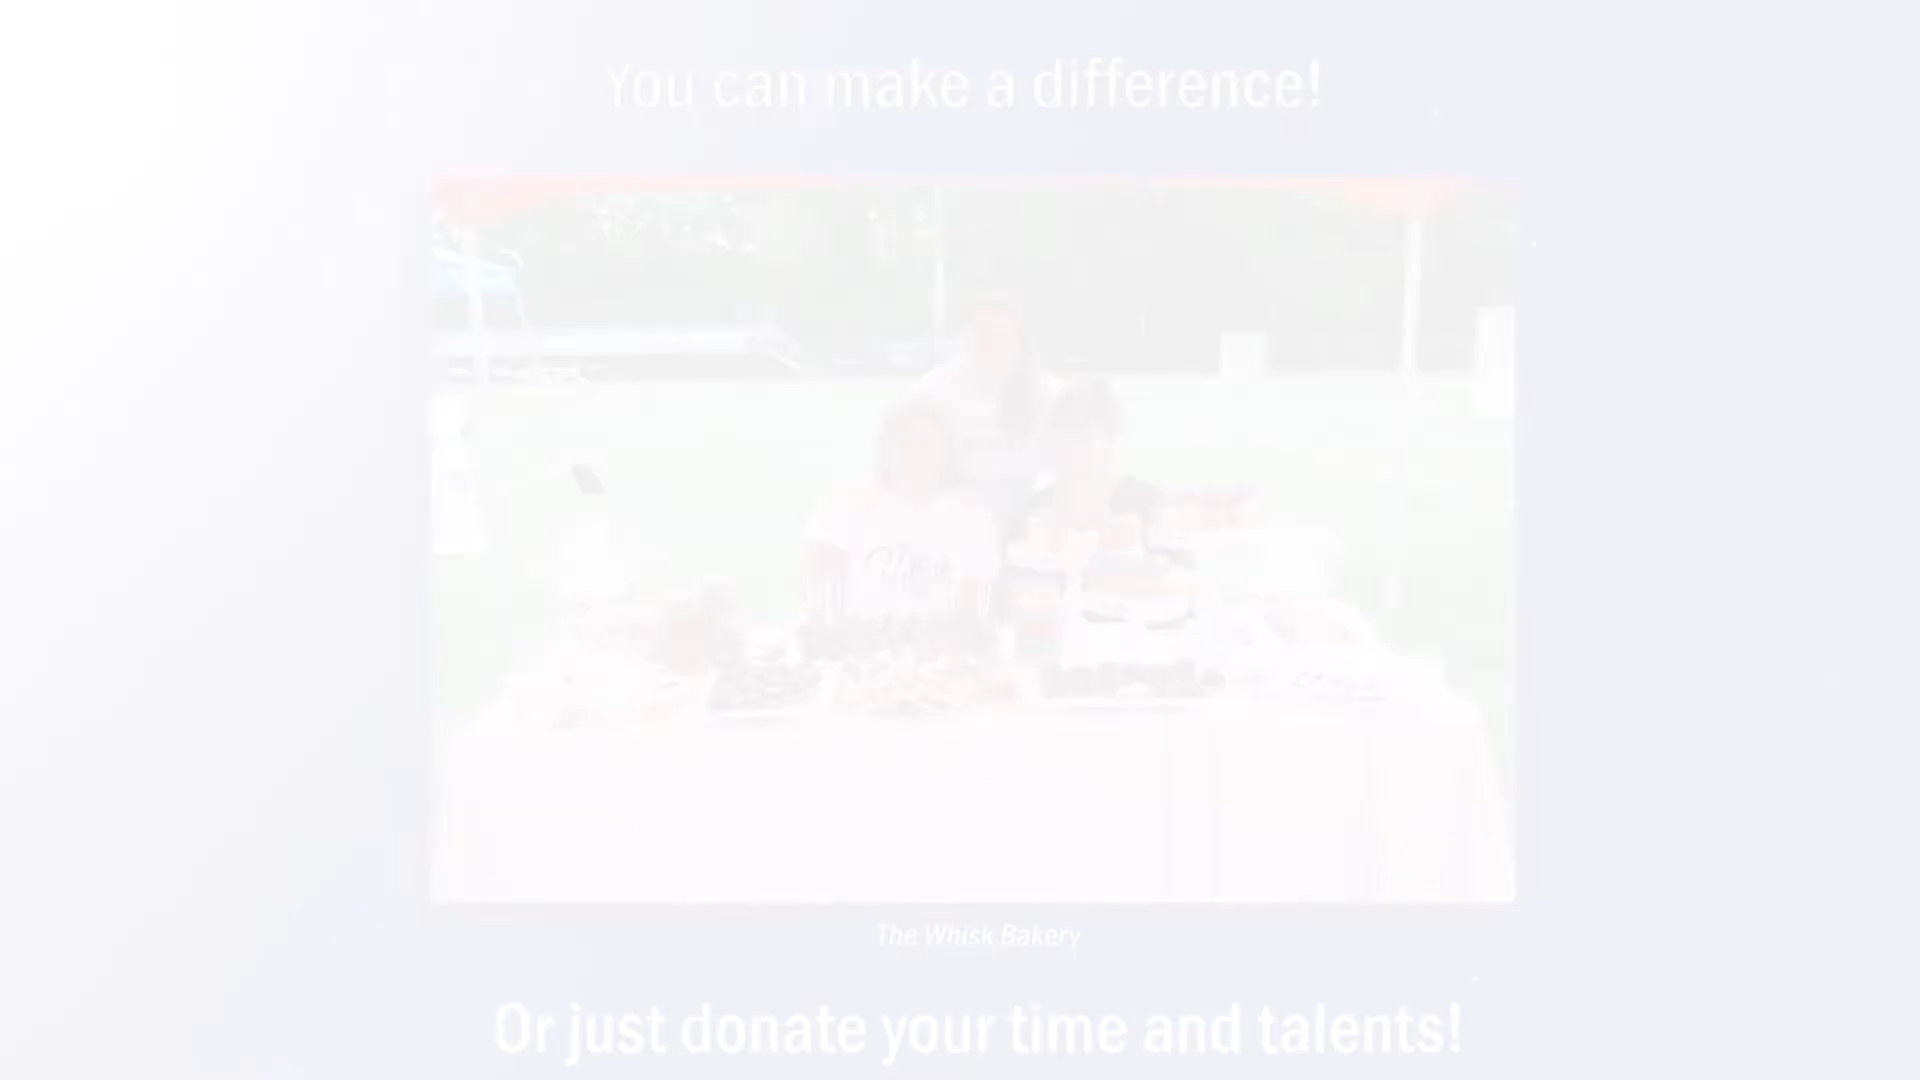 You can make a difference!
The Whisk Bakery
Or just donate your time and talents!